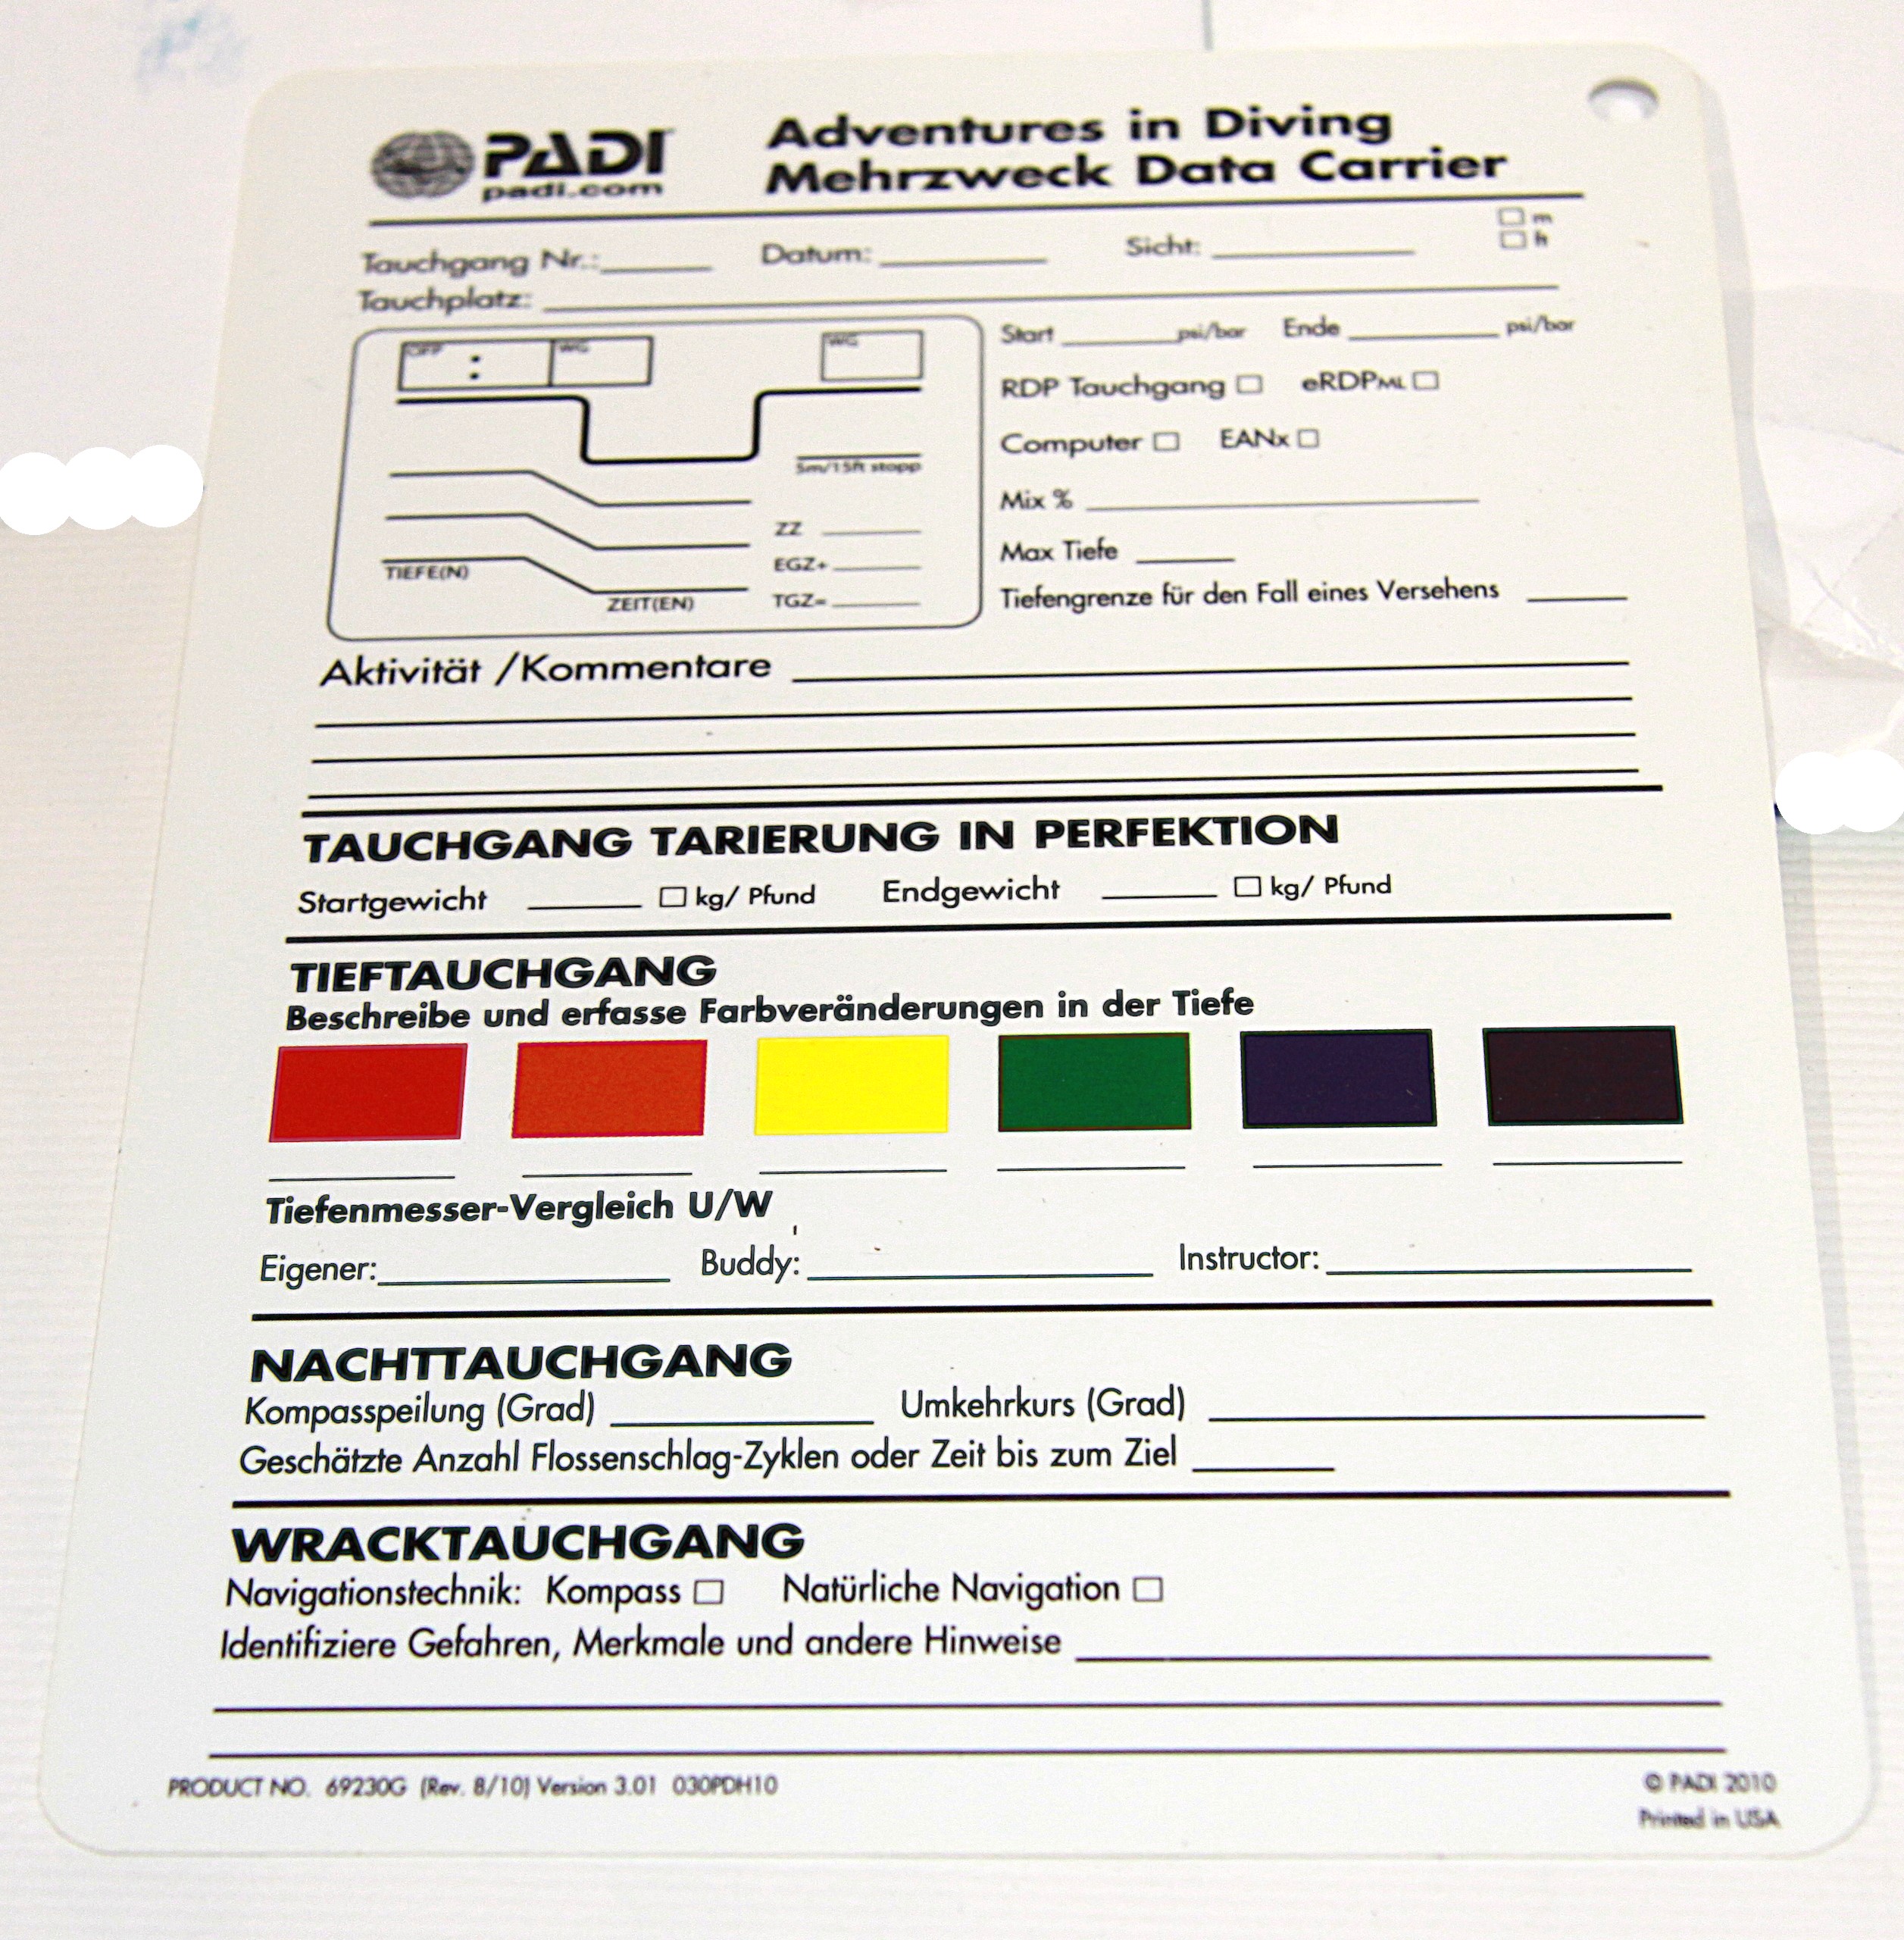 PADI
padi.com
Adventures in Diving
Mehrzweck Data Carrier
Tauchgang Nr.: Datum: Sicht: m
h
Tauchplatz:
OFF : WG WG
5m/15ft stopp
ZZ
EGZ+
TIEFE(N)
ZEIT(EN) TGZ=
Start psi/bar Ende psi/bar
RDP Tauchgang eRDPML
Computer EANx
Mix %
Max Tiefe
Tiefengrenze für den Fall eines Versehens
Aktivität /Kommentare
TAUCHGANG TARIERUNG IN PERFEKTION
Startgewicht kg/ Pfund Endgewicht kg/ Pfund
TIEFTAUCHGANG
Beschreibe und erfasse Farbveränderungen in der Tiefe
Tiefenmesser-Vergleich U/W
Eigener: Buddy: Instructor:
NACHTTAUCHGANG
Kompasspeilung (Grad) Umkehrkurs (Grad)
Geschätzte Anzahl Flossenschlag-Zyklen oder Zeit bis zum Ziel
WRACKTAUCHGANG
Navigationstechnik: Kompass Natürliche Navigation
Identifiziere Gefahren, Merkmale und andere Hinweise
PRODUCT NO. 69230G (Rev. 8/10) Version 3.01 030PDH10
© PADI 2010
Printed in USA